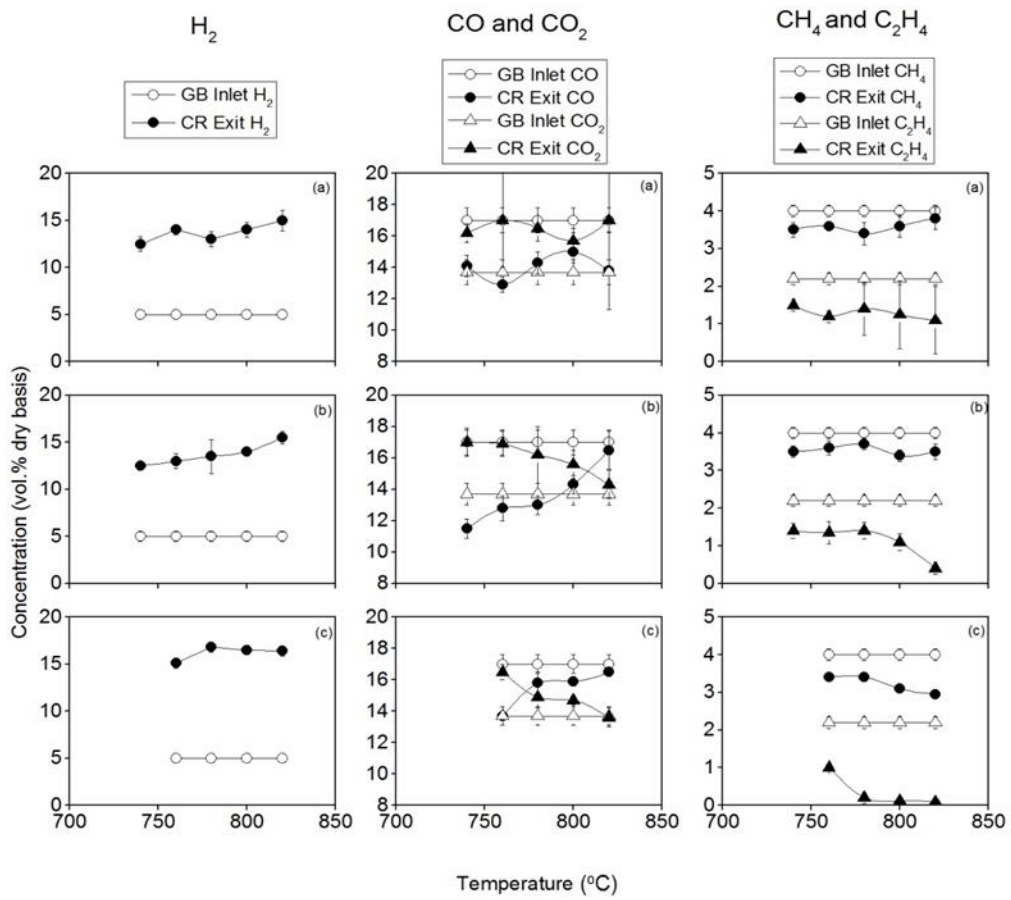 H₂
CO and CO₂
CH₄ and C₂H₄
GB Inlet H₂
CR Exit H₂
GB Inlet CO
CR Exit CO
GB Inlet CO₂
CR Exit CO₂
GB Inlet CH₄
CR Exit CH₄
GB Inlet C₂H₄
CR Exit C₂H₄
Concentration (vol.% dry basis)
20
15
10
5
0
(a)
20
18
16
14
12
10
8
(a)
5
4
3
2
1
0
(a)
20
15
10
5
0
(b)
18
16
14
12
10
8
(b)
5
4
3
2
1
0
(b)
20
15
10
5
0
700
750
800
850
(c)
20
18
16
14
12
10
8
700
750
800
850
(c)
5
4
3
2
1
0
700
750
800
850
(c)
Temperature (⁰C)